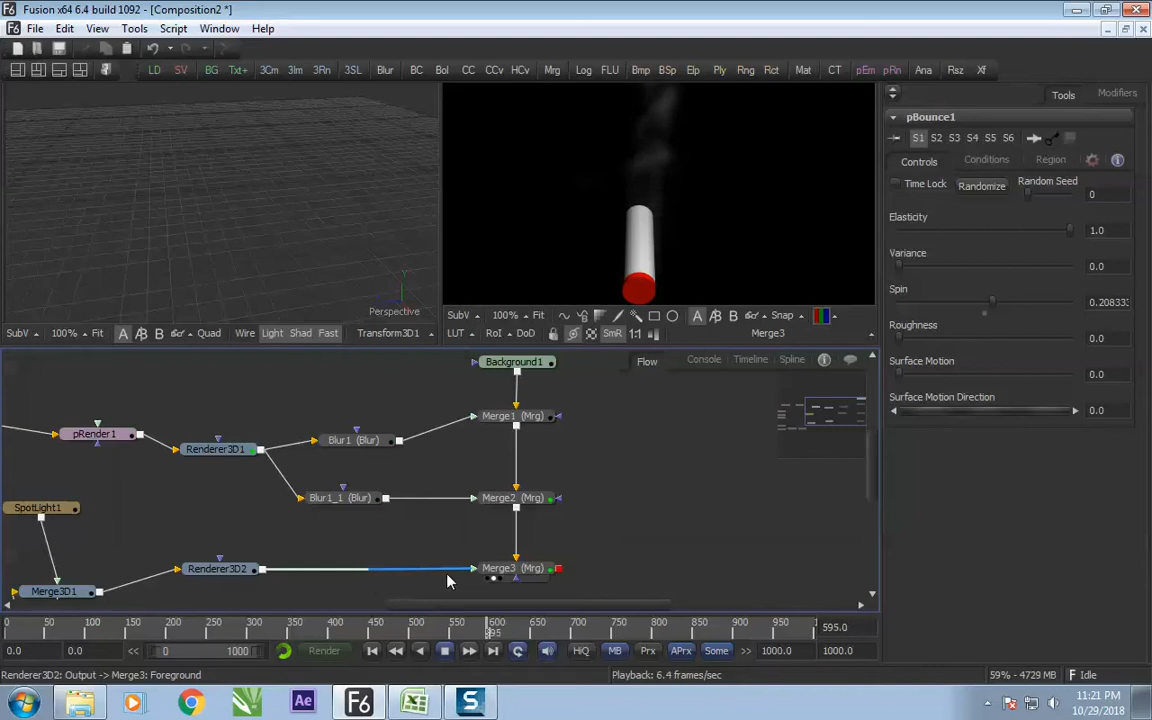 Fusion x64 6.4 build 1092 - [Composition2 *]
File Edit View Tools Script Window Help
LD SV BG Txt+ 3Cm 3Im 3Rn 3SL Blur BC Bol CC CCv HCv Mrg Log FLU Bmp BSp Elp Ply Rng Rct Mat CT pEm pRn Ana Rsz Xf
Tools Modifiers
pBounce1
S1 S2 S3 S4 S5 S6
Controls Conditions Region
Time Lock Randomize Random Seed 0
Elasticity
1.0
Variance
0.0
Spin
0.208333
Roughness
0.0
Surface Motion
0.0
Surface Motion Direction
0.0
Perspective
SubV 100% Fit A B Quad Wire Light Shad Fast Transform3D1
SubV 100% Fit A B Snap
LUT RoI DoD SmR 1:1 Merge3
Flow Console Timeline Spline
Background1
Merge1 (Mrg)
pRender1
Blur1 (Blur)
Renderer3D1
Blur1_1 (Blur)
Merge2 (Mrg)
SpotLight1
Renderer3D2
Merge3 (Mrg)
Merge3D1
0 50 100 150 200 250 300 350 400 450 500 550 600 650 700 750 800 850 900 950
595
595.0
0.0 0.0 << 0 1000 Render HiQ MB Prx APrx Some >> 1000.0 1000.0
Renderer3D2: Output -> Merge3: Foreground
Playback: 6.4 frames/sec
59% - 4729 MB
Idle
Ae
F6
S
11:21 PM
10/29/2018